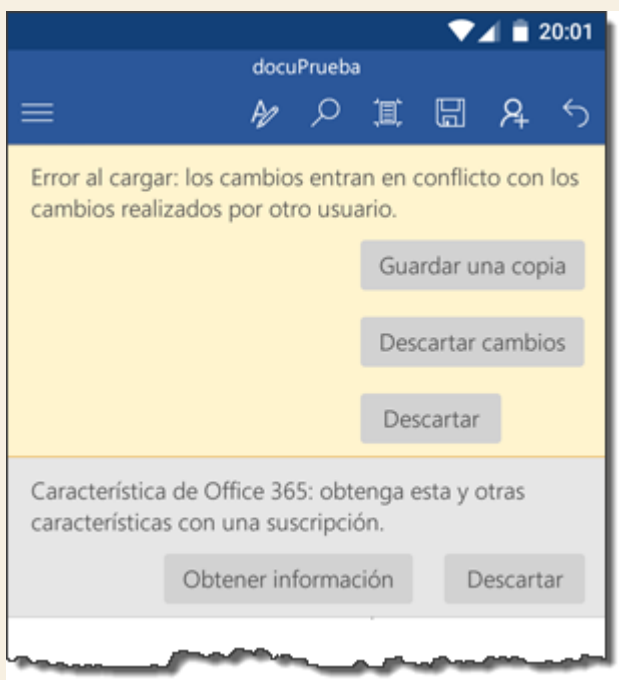 20:01
docuPrueba
Error al cargar: los cambios entran en conflicto con los
cambios realizados por otro usuario.
Guardar una copia
Descartar cambios
Descartar
Característica de Office 365: obtenga esta y otras
características con una suscripción.
Obtener información
Descartar